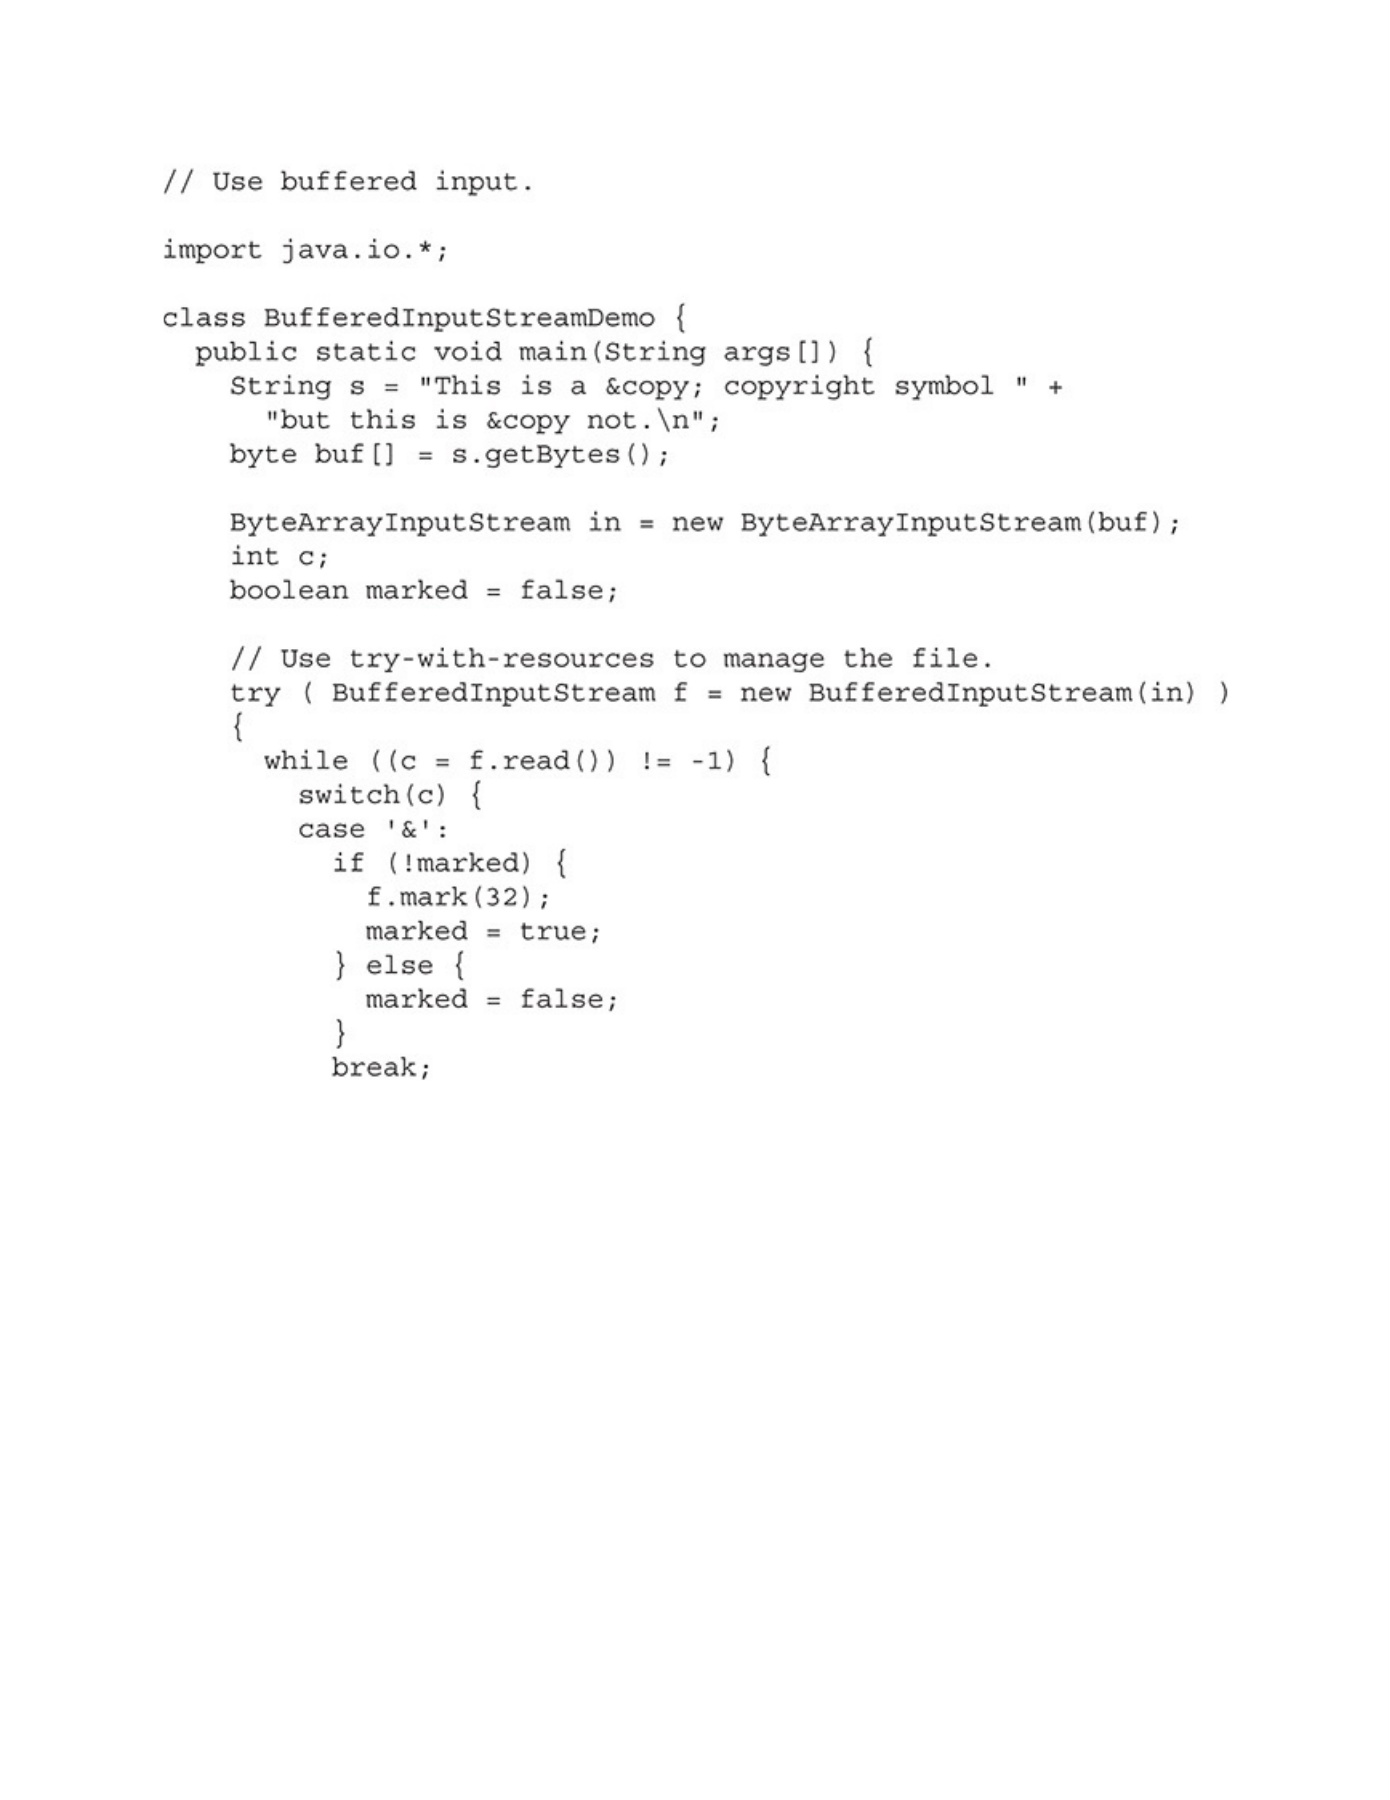 // Use buffered input.

import java.io.*;

class BufferedInputStreamDemo {
  public static void main(String args[]) {
    String s = "This is a &copy; copyright symbol " +
      "but this is &copy not.\n";
    byte buf[] = s.getBytes();

    ByteArrayInputStream in = new ByteArrayInputStream(buf);
    int c;
    boolean marked = false;

    // Use try-with-resources to manage the file.
    try ( BufferedInputStream f = new BufferedInputStream(in) )
    {
      while ((c = f.read()) != -1) {
        switch(c) {
        case '&':
          if (!marked) {
            f.mark(32);
            marked = true;
          } else {
            marked = false;
          }
          break;